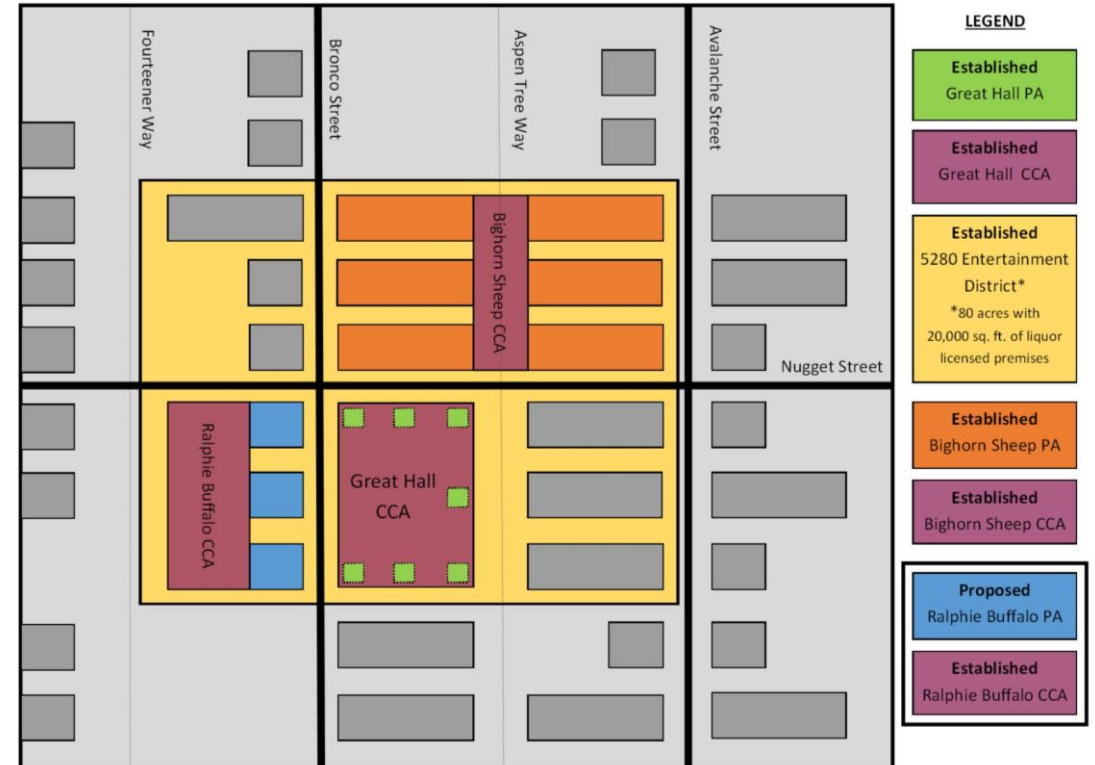 Fourteener Way
Bronco Street
Aspen Tree Way
Avalanche Street
Bighorn Sheep CCA
Nugget Street
Ralphie Buffalo CCA
Great Hall
CCA
LEGEND
Established
Great Hall PA
Established
Great Hall CCA
Established
5280 Entertainment
District*
*80 acres with
20,000 sq. ft. of liquor
licensed premises
Established
Bighorn Sheep PA
Established
Bighorn Sheep CCA
Proposed
Ralphie Buffalo PA
Established
Ralphie Buffalo CCA